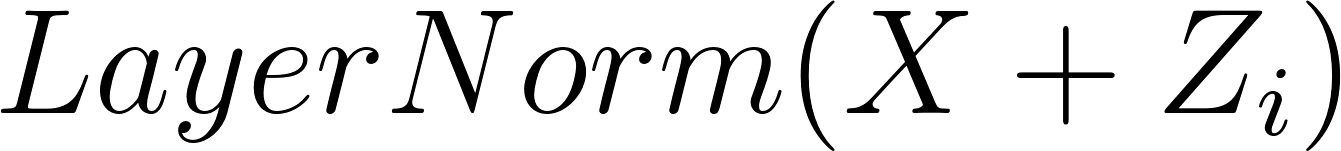 LayerNorm(X + Z_i)